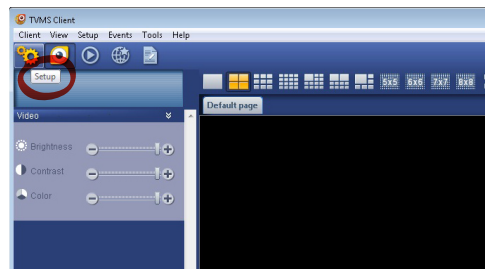 TVMS Client
Client View Setup Events Tools Help
Setup
5x5 6x6 7x7 8x8
Default page
Video
Brightness
Contrast
Color